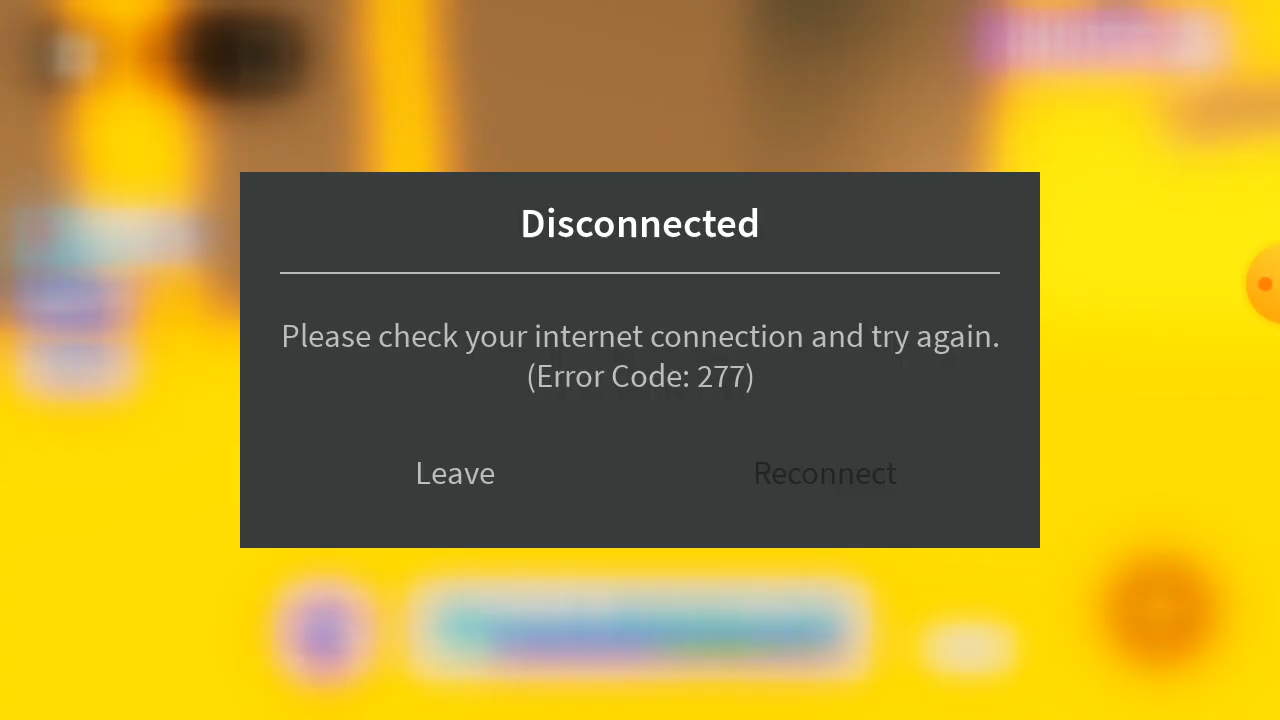 Disconnected
Please check your internet connection and try again.
(Error Code: 277)
Leave
Reconnect